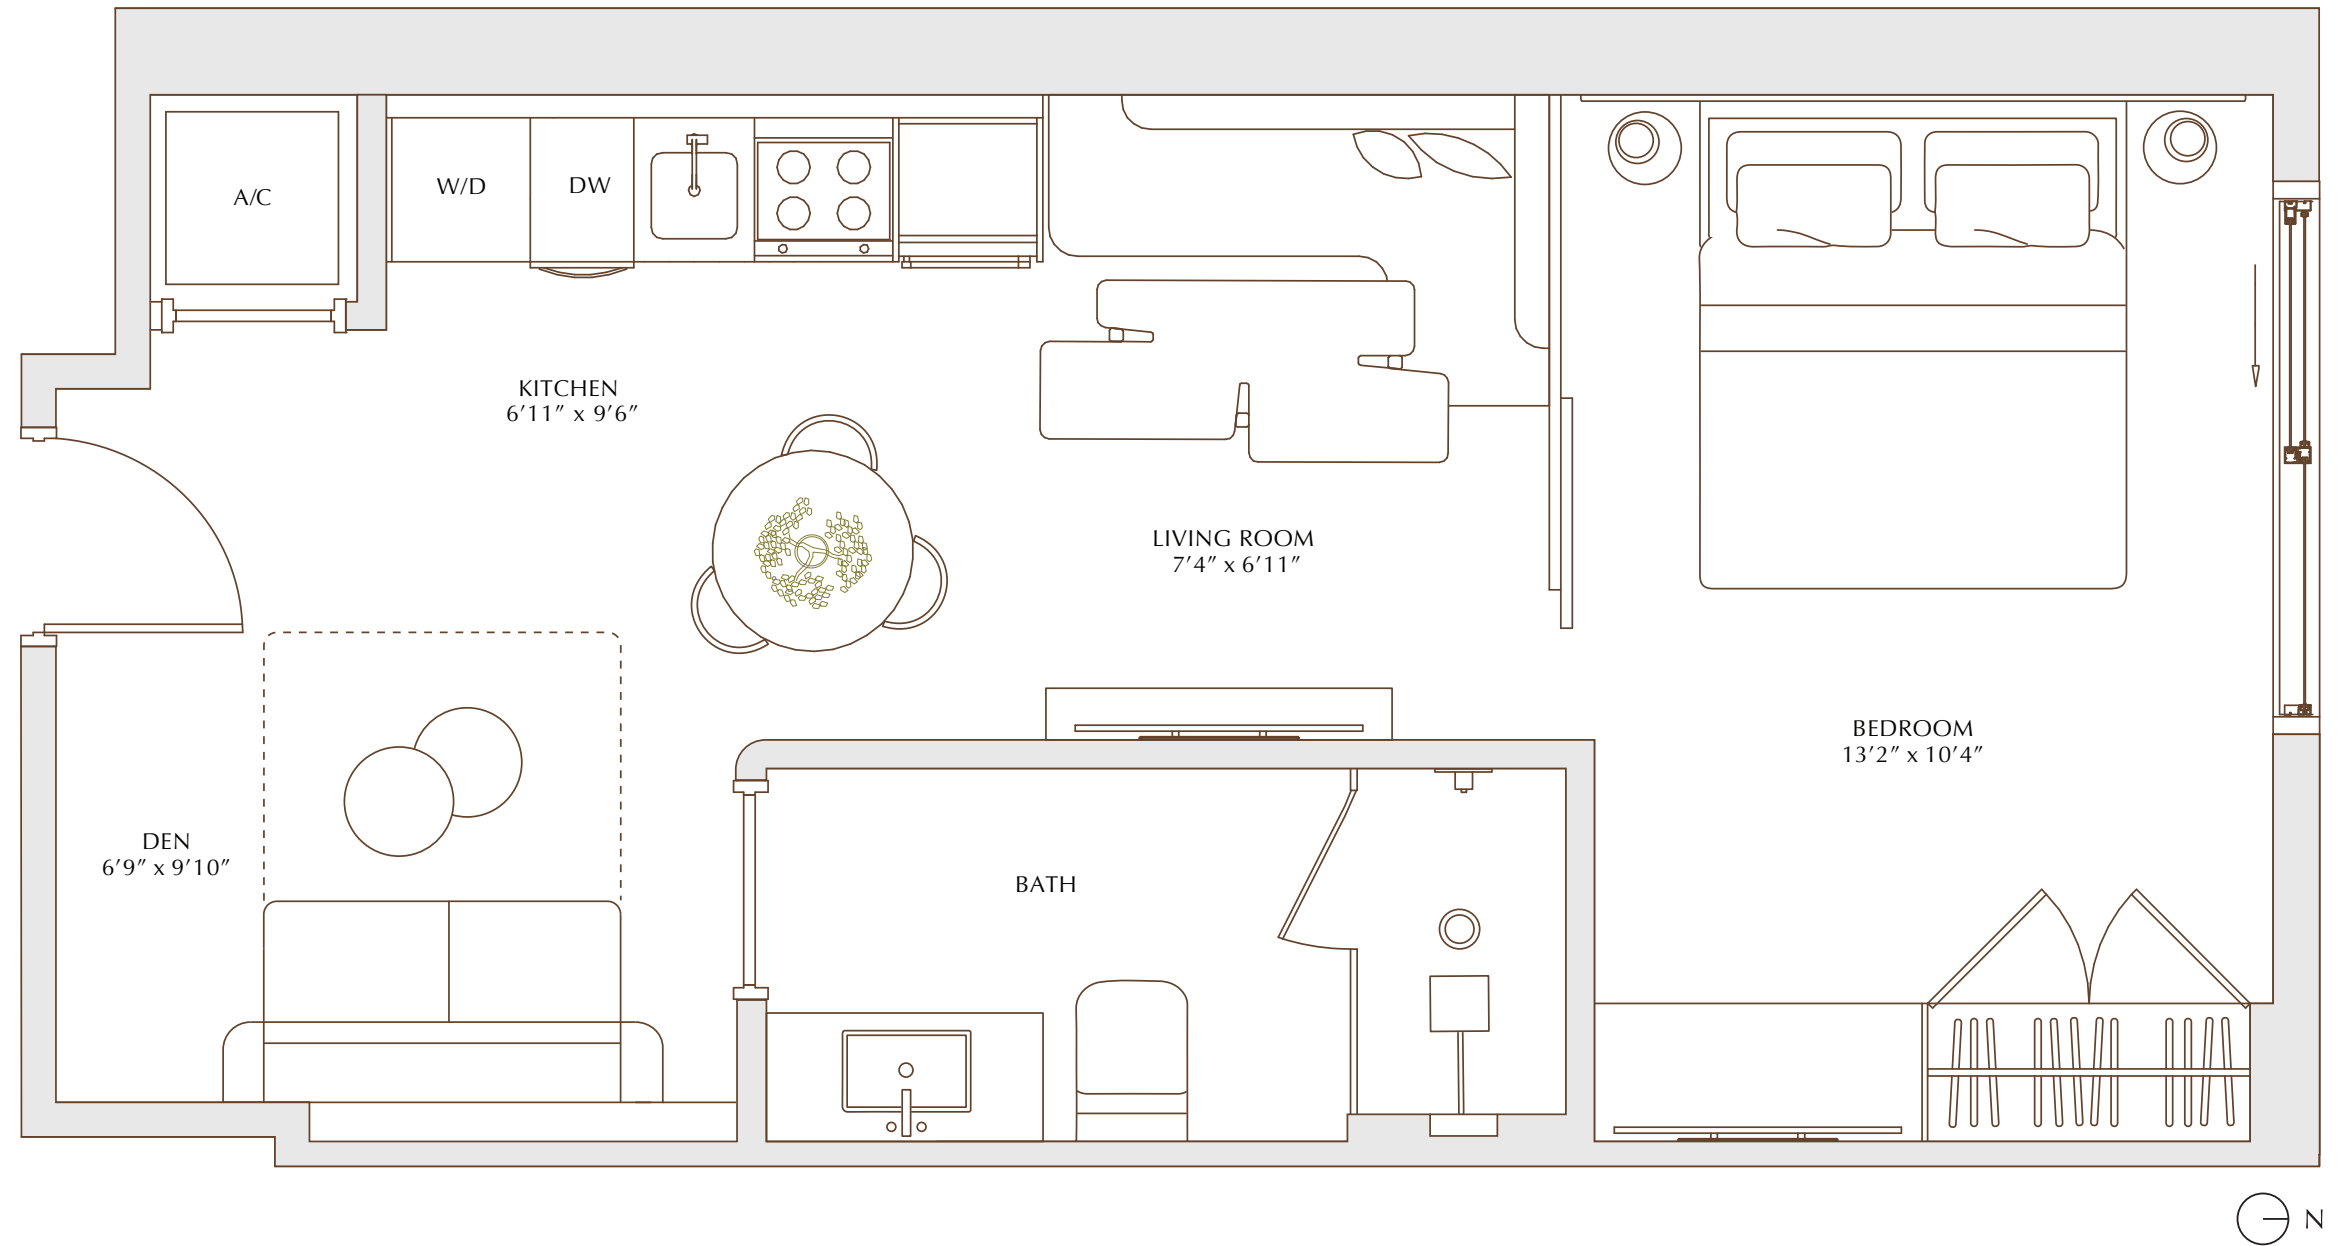 A/C
W/D
DW
KITCHEN
6’11” x 9’6”
LIVING ROOM
7’4” x 6’11”
BEDROOM
13’2” x 10’4”
DEN
6’9” x 9’10”
BATH
N